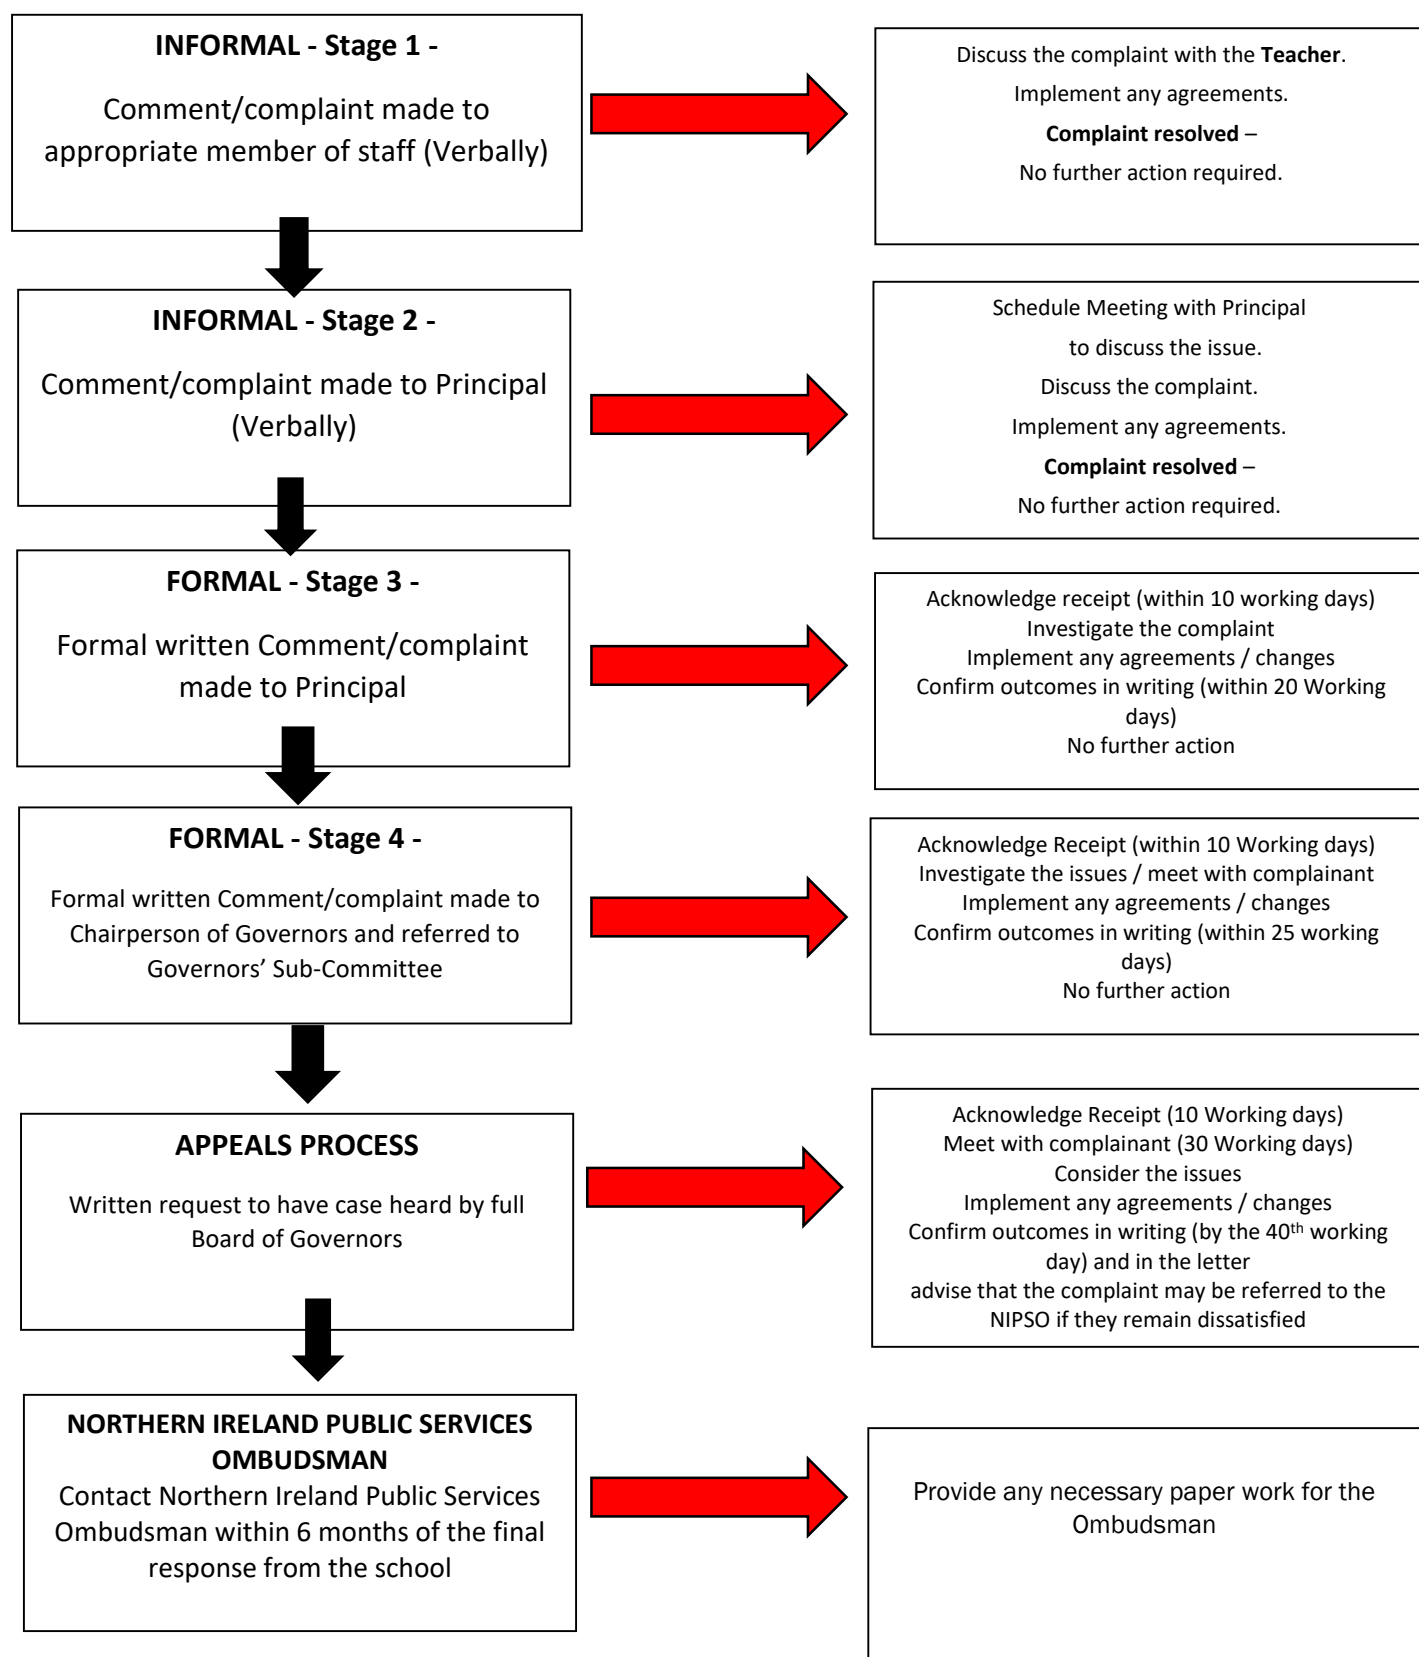 INFORMAL - Stage 1 -
Comment/complaint made to
appropriate member of staff (Verbally)
Discuss the complaint with the Teacher.
Implement any agreements.
Complaint resolved –
No further action required.
INFORMAL - Stage 2 -
Comment/complaint made to Principal
(Verbally)
Schedule Meeting with Principal
to discuss the issue.
Discuss the complaint.
Implement any agreements.
Complaint resolved –
No further action required.
FORMAL - Stage 3 -
Formal written Comment/complaint
made to Principal
Acknowledge receipt (within 10 working days)
Investigate the complaint
Implement any agreements / changes
Confirm outcomes in writing (within 20 Working
days)
No further action
FORMAL - Stage 4 -
Formal written Comment/complaint made to
Chairperson of Governors and referred to
Governors’ Sub-Committee
Acknowledge Receipt (within 10 Working days)
Investigate the issues / meet with complainant
Implement any agreements / changes
Confirm outcomes in writing (within 25 working
days)
No further action
APPEALS PROCESS
Written request to have case heard by full
Board of Governors
Acknowledge Receipt (10 Working days)
Meet with complainant (30 Working days)
Consider the issues
Implement any agreements / changes
Confirm outcomes in writing (by the 40th working
day) and in the letter
advise that the complaint may be referred to the
NIPSO if they remain dissatisfied
NORTHERN IRELAND PUBLIC SERVICES
OMBUDSMAN
Contact Northern Ireland Public Services
Ombudsman within 6 months of the final
response from the school
Provide any necessary paper work for the
Ombudsman